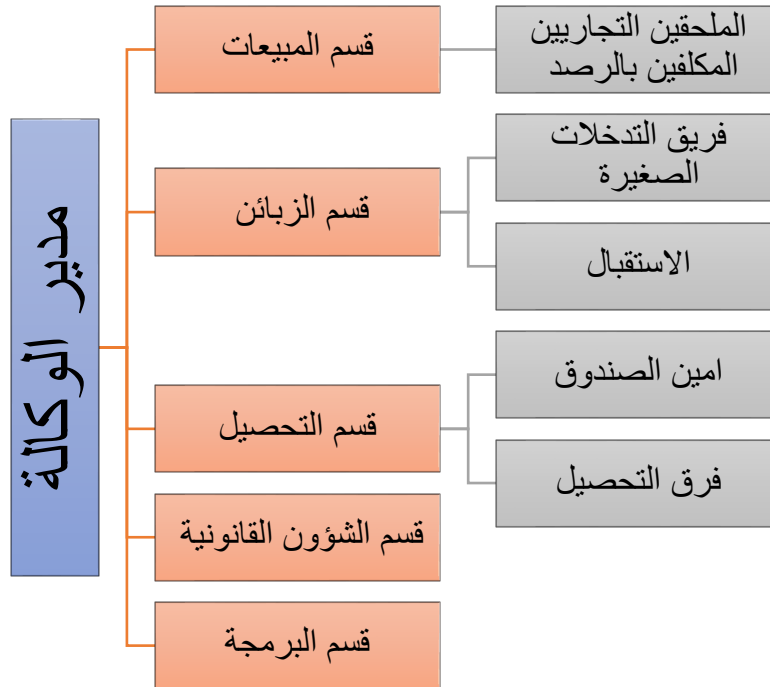 مدير الوكالة
قسم المبيعات
الملحقين التجاريين
المكلفين بالرصد
قسم الزبائن
فريق التدخلات
الصغيرة
الاستقبال
قسم التحصيل
امين الصندوق
فرق التحصيل
قسم الشؤون القانونية
قسم البرمجة